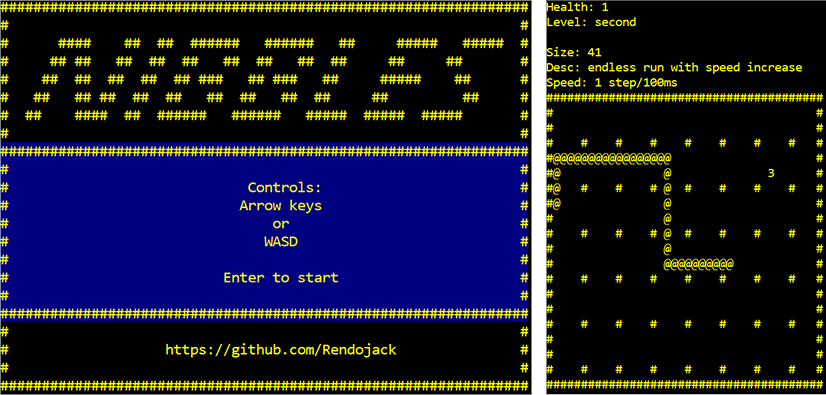 Controls:
Arrow keys
or
WASD
Enter to start
https://github.com/Rendojack
Health: 1
Level: second
Size: 41
Desc: endless run with speed increase
Speed: 1 step/100ms
3